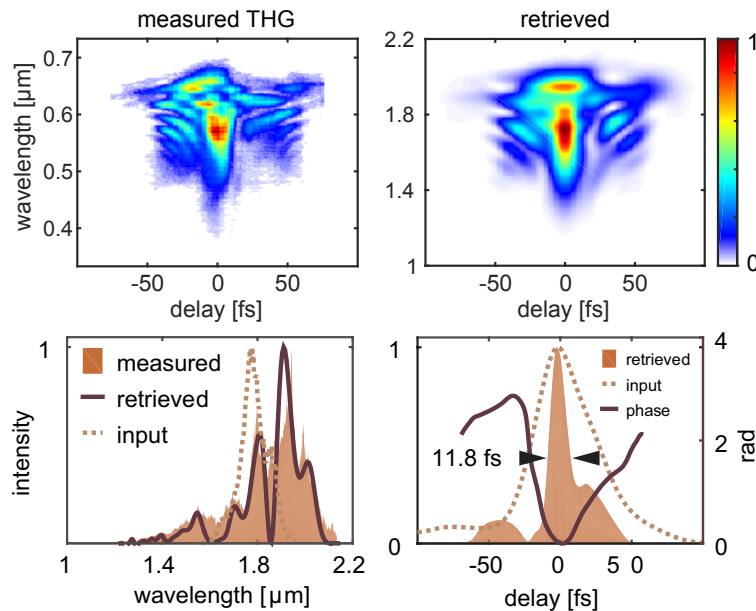 measured THG
retrieved
wavelength [µm]
0.7
0.6
0.5
0.4
-50 0 50
delay [fs]
2.2
1.8
1.4
1
-50 0 50
delay [fs]
1
0
intensity
1
measured
retrieved
input
1 1.4 1.8 2.2
wavelength [µm]
1
0
retrieved
input
phase
11.8 fs
4
2
0
rad
-50 0 5 0
delay [fs]